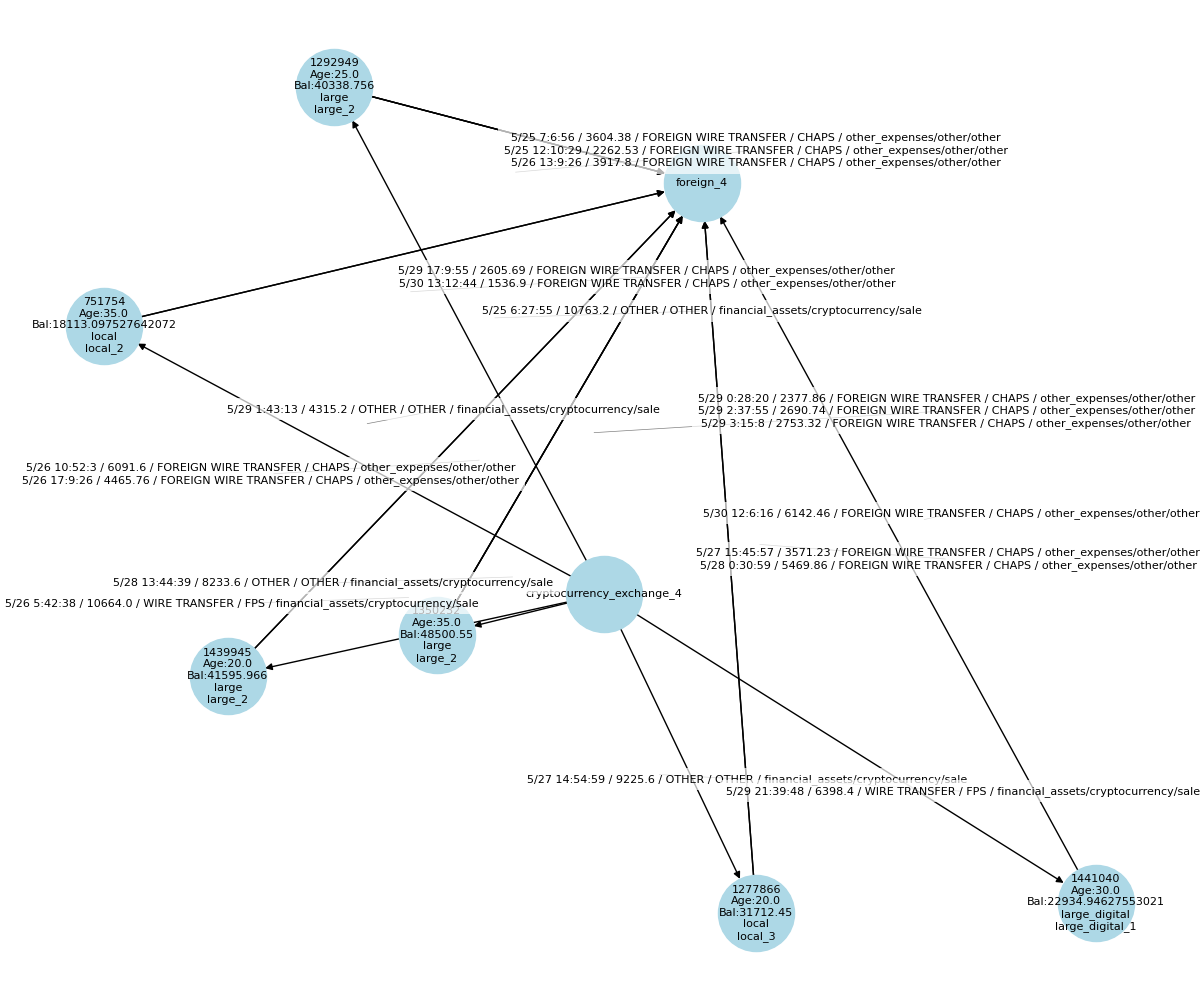 1292949
Age:25.0
Bal:40338.756
large
large_2
5/25 7:6:56 / 3604.38 / FOREIGN WIRE TRANSFER / CHAPS / other_expenses/other/other
5/25 12:10:29 / 2262.53 / FOREIGN WIRE TRANSFER / CHAPS / other_expenses/other/other
5/26 13:9:26 / 3917.8 / FOREIGN WIRE TRANSFER / CHAPS / other_expenses/other/other
foreign_4
5/29 17:9:55 / 2605.69 / FOREIGN WIRE TRANSFER / CHAPS / other_expenses/other/other
5/30 13:12:44 / 1536.9 / FOREIGN WIRE TRANSFER / CHAPS / other_expenses/other/other
5/25 6:27:55 / 10763.2 / OTHER / OTHER / financial_assets/cryptocurrency/sale
751754
Age:35.0
Bal:18113.097527642072
local
local_2
5/29 1:43:13 / 4315.2 / OTHER / OTHER / financial_assets/cryptocurrency/sale
5/29 0:28:20 / 2377.86 / FOREIGN WIRE TRANSFER / CHAPS / other_expenses/other/other
5/29 2:37:55 / 2690.74 / FOREIGN WIRE TRANSFER / CHAPS / other_expenses/other/other
5/29 3:15:8 / 2753.32 / FOREIGN WIRE TRANSFER / CHAPS / other_expenses/other/other
5/26 10:52:3 / 6091.6 / FOREIGN WIRE TRANSFER / CHAPS / other_expenses/other/other
5/26 17:9:26 / 4465.76 / FOREIGN WIRE TRANSFER / CHAPS / other_expenses/other/other
5/30 12:6:16 / 6142.46 / FOREIGN WIRE TRANSFER / CHAPS / other_expenses/other/other
5/27 15:45:57 / 3571.23 / FOREIGN WIRE TRANSFER / CHAPS / other_expenses/other/other
5/28 0:30:59 / 5469.86 / FOREIGN WIRE TRANSFER / CHAPS / other_expenses/other/other
5/28 13:44:39 / 8233.6 / OTHER / OTHER / financial_assets/cryptocurrency/sale
cryptocurrency_exchange_4
5/26 5:42:38 / 10664.0 / WIRE TRANSFER / FPS / financial_assets/cryptocurrency/sale
1350252
Age:35.0
Bal:48500.55
large
large_2
1439945
Age:20.0
Bal:41595.966
large
large_2
5/27 14:54:59 / 9225.6 / OTHER / OTHER / financial_assets/cryptocurrency/sale
5/29 21:39:48 / 6398.4 / WIRE TRANSFER / FPS / financial_assets/cryptocurrency/sale
1277866
Age:20.0
Bal:31712.45
local
local_3
1441040
Age:30.0
Bal:22934.94627553021
large_digital
large_digital_1